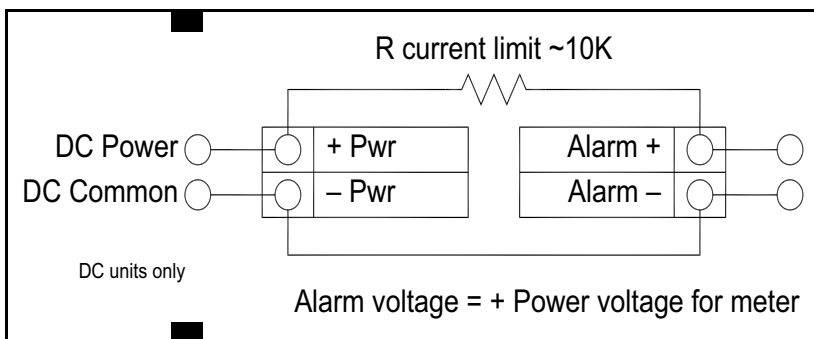 R current limit ~10K
DC Power + Pwr Alarm +
DC Common – Pwr Alarm –
DC units only
Alarm voltage = + Power voltage for meter